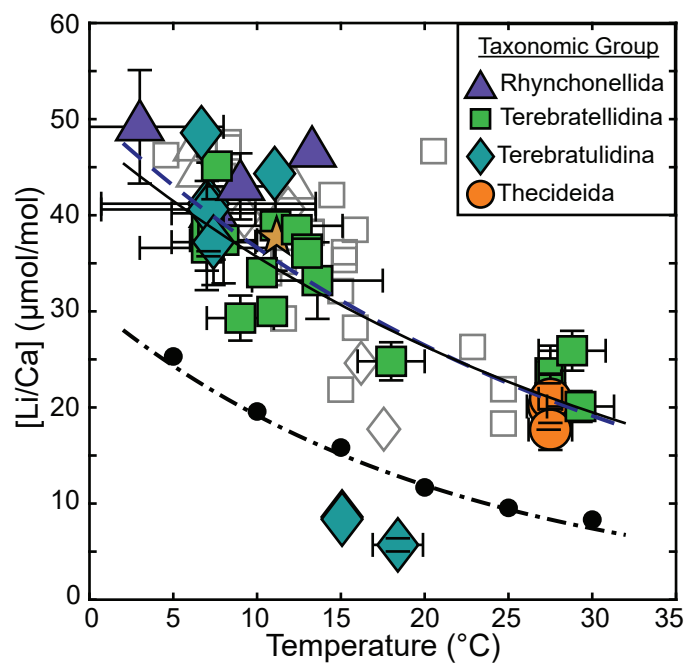 60
50
40
30
20
10
0
[Li/Ca] (μmol/mol)
Taxonomic Group
Rhynchonellida
Terebratellidina
Terebratulidina
Thecideida
0 5 10 15 20 25 30 35
Temperature (°C)